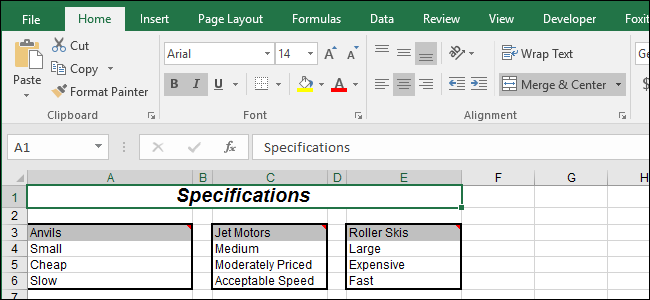 File Home Insert Page Layout Formulas Data Review View Developer Foxit
Cut
Copy
Format Painter
Paste
Clipboard
Arial 14 A A
B I U A
Font
Wrap Text
Merge & Center
Alignment
Ge
$
A1 fx Specifications
A B C D E F G H
1 Specifications
2
3 Anvils Jet Motors Roller Skis
4 Small Medium Large
5 Cheap Moderately Priced Expensive
6 Slow Acceptable Speed Fast
7